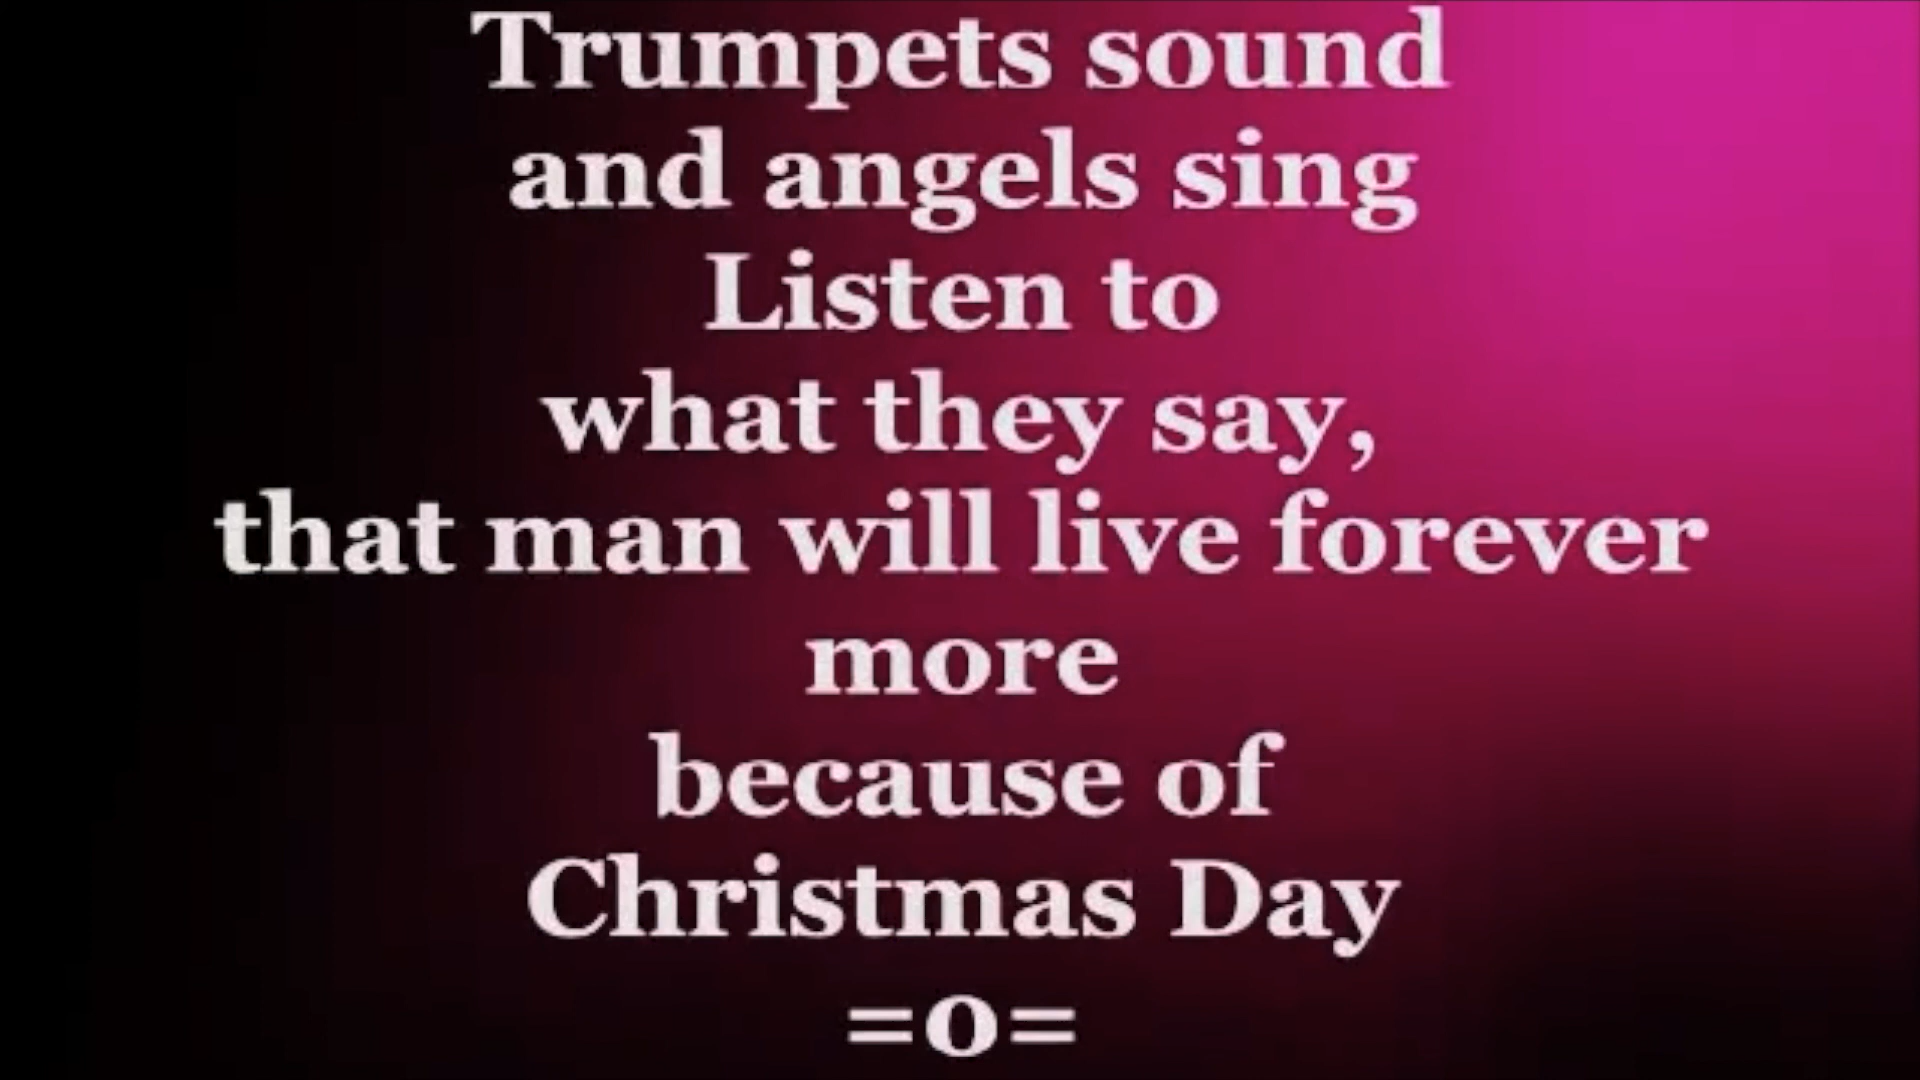 Trumpets sound
and angels sing
Listen to
what they say,
that man will live forever
more
because of
Christmas Day
=o=